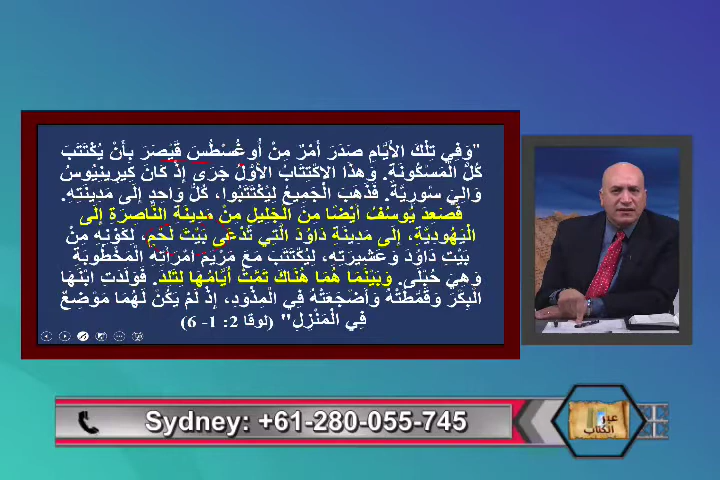 "وَفِي تِلْكَ الأَيَّامِ صَدَرَ أَمْرٌ مِنْ أُوغُسْطُسَ قَيْصَرَ بِأَنْ يُكْتَتَبَ
كُلُّ الْمَسْكُونَةِ. وَهذَا الاكْتِتَابُ الأَوَّلُ جَرَى إِذْ كَانَ كِيرِينِيُوسُ
وَالِيَ سُورِيَّةَ. فَذَهَبَ الْجَمِيعُ لِيُكْتَتَبُوا، كُلُّ وَاحِدٍ إِلَى مَدِينَتِهِ.
فَصَعِدَ يُوسُفُ أَيْضًا مِنَ الْجَلِيلِ مِنْ مَدِينَةِ النَّاصِرَةِ إِلَى
الْيَهُودِيَّةِ، إِلَى مَدِينَةِ دَاوُدَ الَّتِي تُدْعَى بَيْتَ لَحْمٍ، لِكَوْنِهِ مِنْ
بَيْتِ دَاوُدَ وَعَشِيرَتِهِ، لِيُكْتَتَبَ مَعَ مَرْيَمَ امْرَأَتِهِ الْمَخْطُوبَةِ
وَهِيَ حُبْلَى. وَبَيْنَمَا هُمَا هُنَاكَ تَمَّتْ أَيَّامُهَا لِتَلِدَ. فَوَلَدَتِ ابْنَهَا
الْبِكْرَ وَقَمَّطَتْهُ وَأَضْجَعَتْهُ فِي الْمِذْوَدِ، إِذْ لَمْ يَكُنْ لَهُمَا مَوْضِعٌ
فِي الْمَنْزِلِ" (لوقا 2: 1- 6)
Sydney: +61-280-055-745
عبر
الكتاب